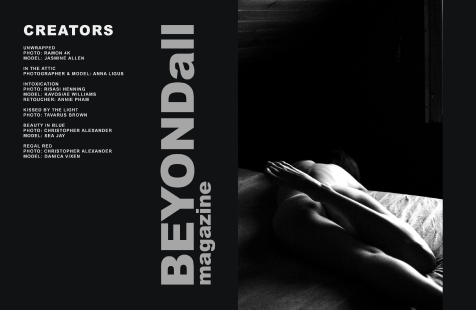 CREATORS
UNWRAPPED
PHOTO: RAMON 4K
MODEL: JASMINE ALLEN
IN THE ATTIC
PHOTOGRAPHER & MODEL: ANNA LIGUS
INTOXICATION
PHOTO: RISASI HENNING
MODEL: KAVOSIAE WILLIAMS
RETOUCHER: ANNIE PHAM
KISSED BY THE LIGHT
PHOTO: TAVARUS BROWN
BEAUTY IN BLUE
PHOTO: CHRISTOPHER ALEXANDER
MODEL: SEA JAY
REGAL RED
PHOTO: CHRISTOPHER ALEXANDER
MODEL: DANICA VIXEN
BEYONDall
magazine